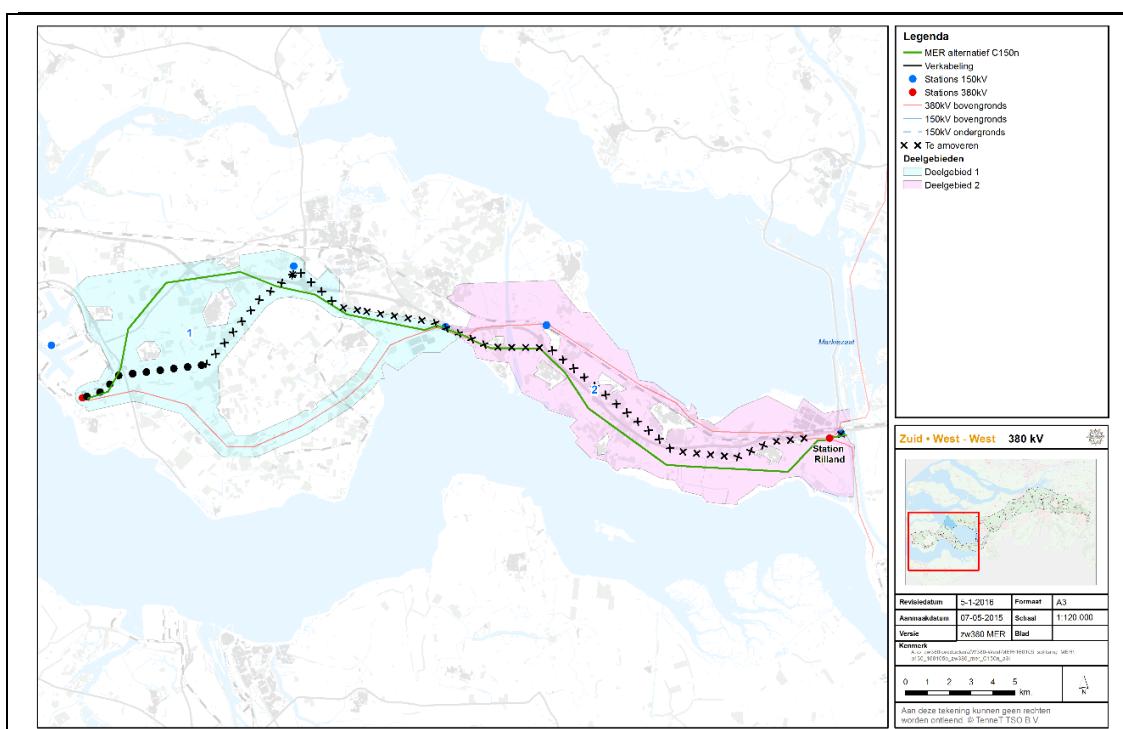 Legenda
MER alternatief C150n
Verkabeling
Stations 150kV
Stations 380kV
380kV bovengronds
150kV bovengronds
150kV ondergronds
Te amoveren
Deelgebieden
Deelgebied 1
Deelgebied 2
1
2
Markiezaat
Station
Rilland
Zuid • West - West 380 kV
Revisiedatum 5-1-2016 Formaat A3
Aanmaakdatum 07-05-2015 Schaal 1:120 000
Versie zw380 MER Blad
Kenmerk
0 1 2 3 4 5
km.
N
Aan deze tekening kunnen geen rechten
worden ontleend. © TenneT TSO B.V.